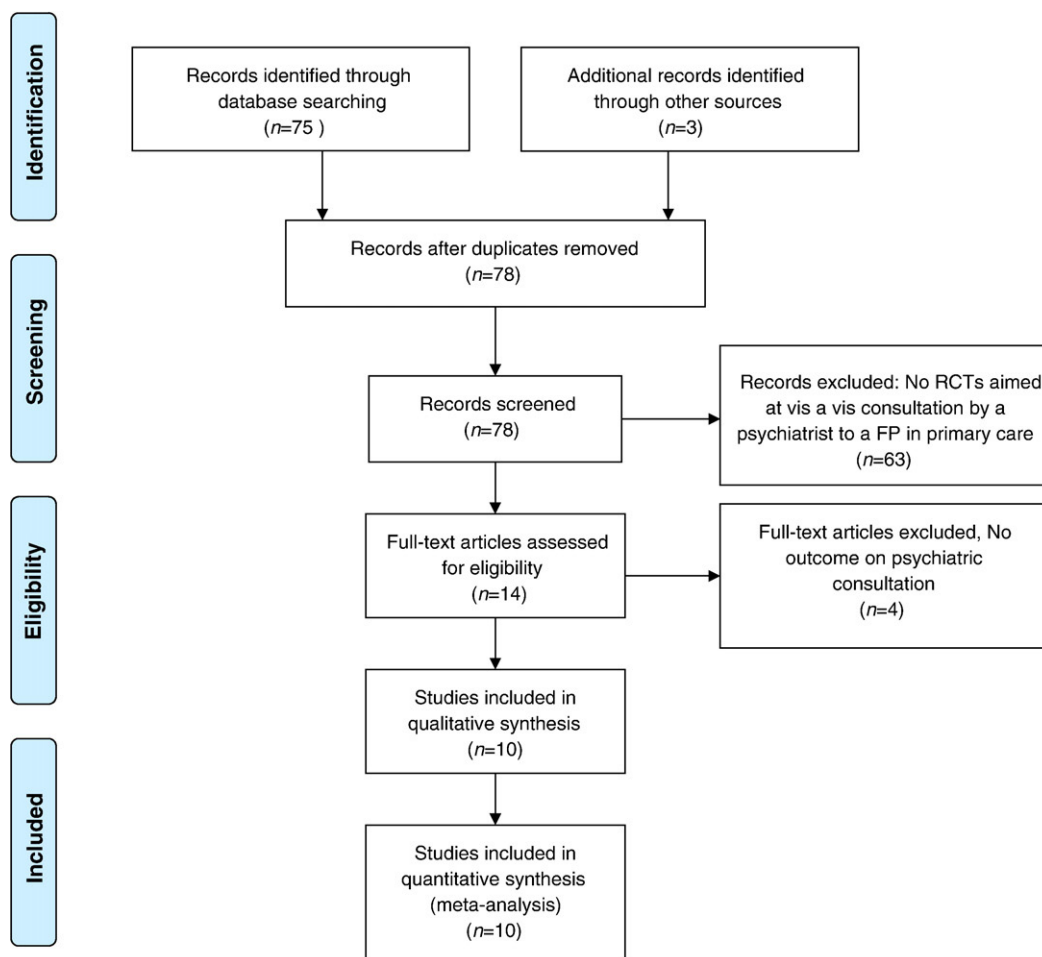 Identification
Records identified through
database searching
(n=75 )
Additional records identified
through other sources
(n=3)
Records after duplicates removed
(n=78)
Screening
Records screened
(n=78)
Records excluded: No RCTs aimed
at vis a vis consultation by a
psychiatrist to a FP in primary care
(n=63)
Eligibility
Full-text articles assessed
for eligibility
(n=14)
Full-text articles excluded, No
outcome on psychiatric
consultation
(n=4)
Studies included in
qualitative synthesis
(n=10)
Included
Studies included in
quantitative synthesis
(meta-analysis)
(n=10)